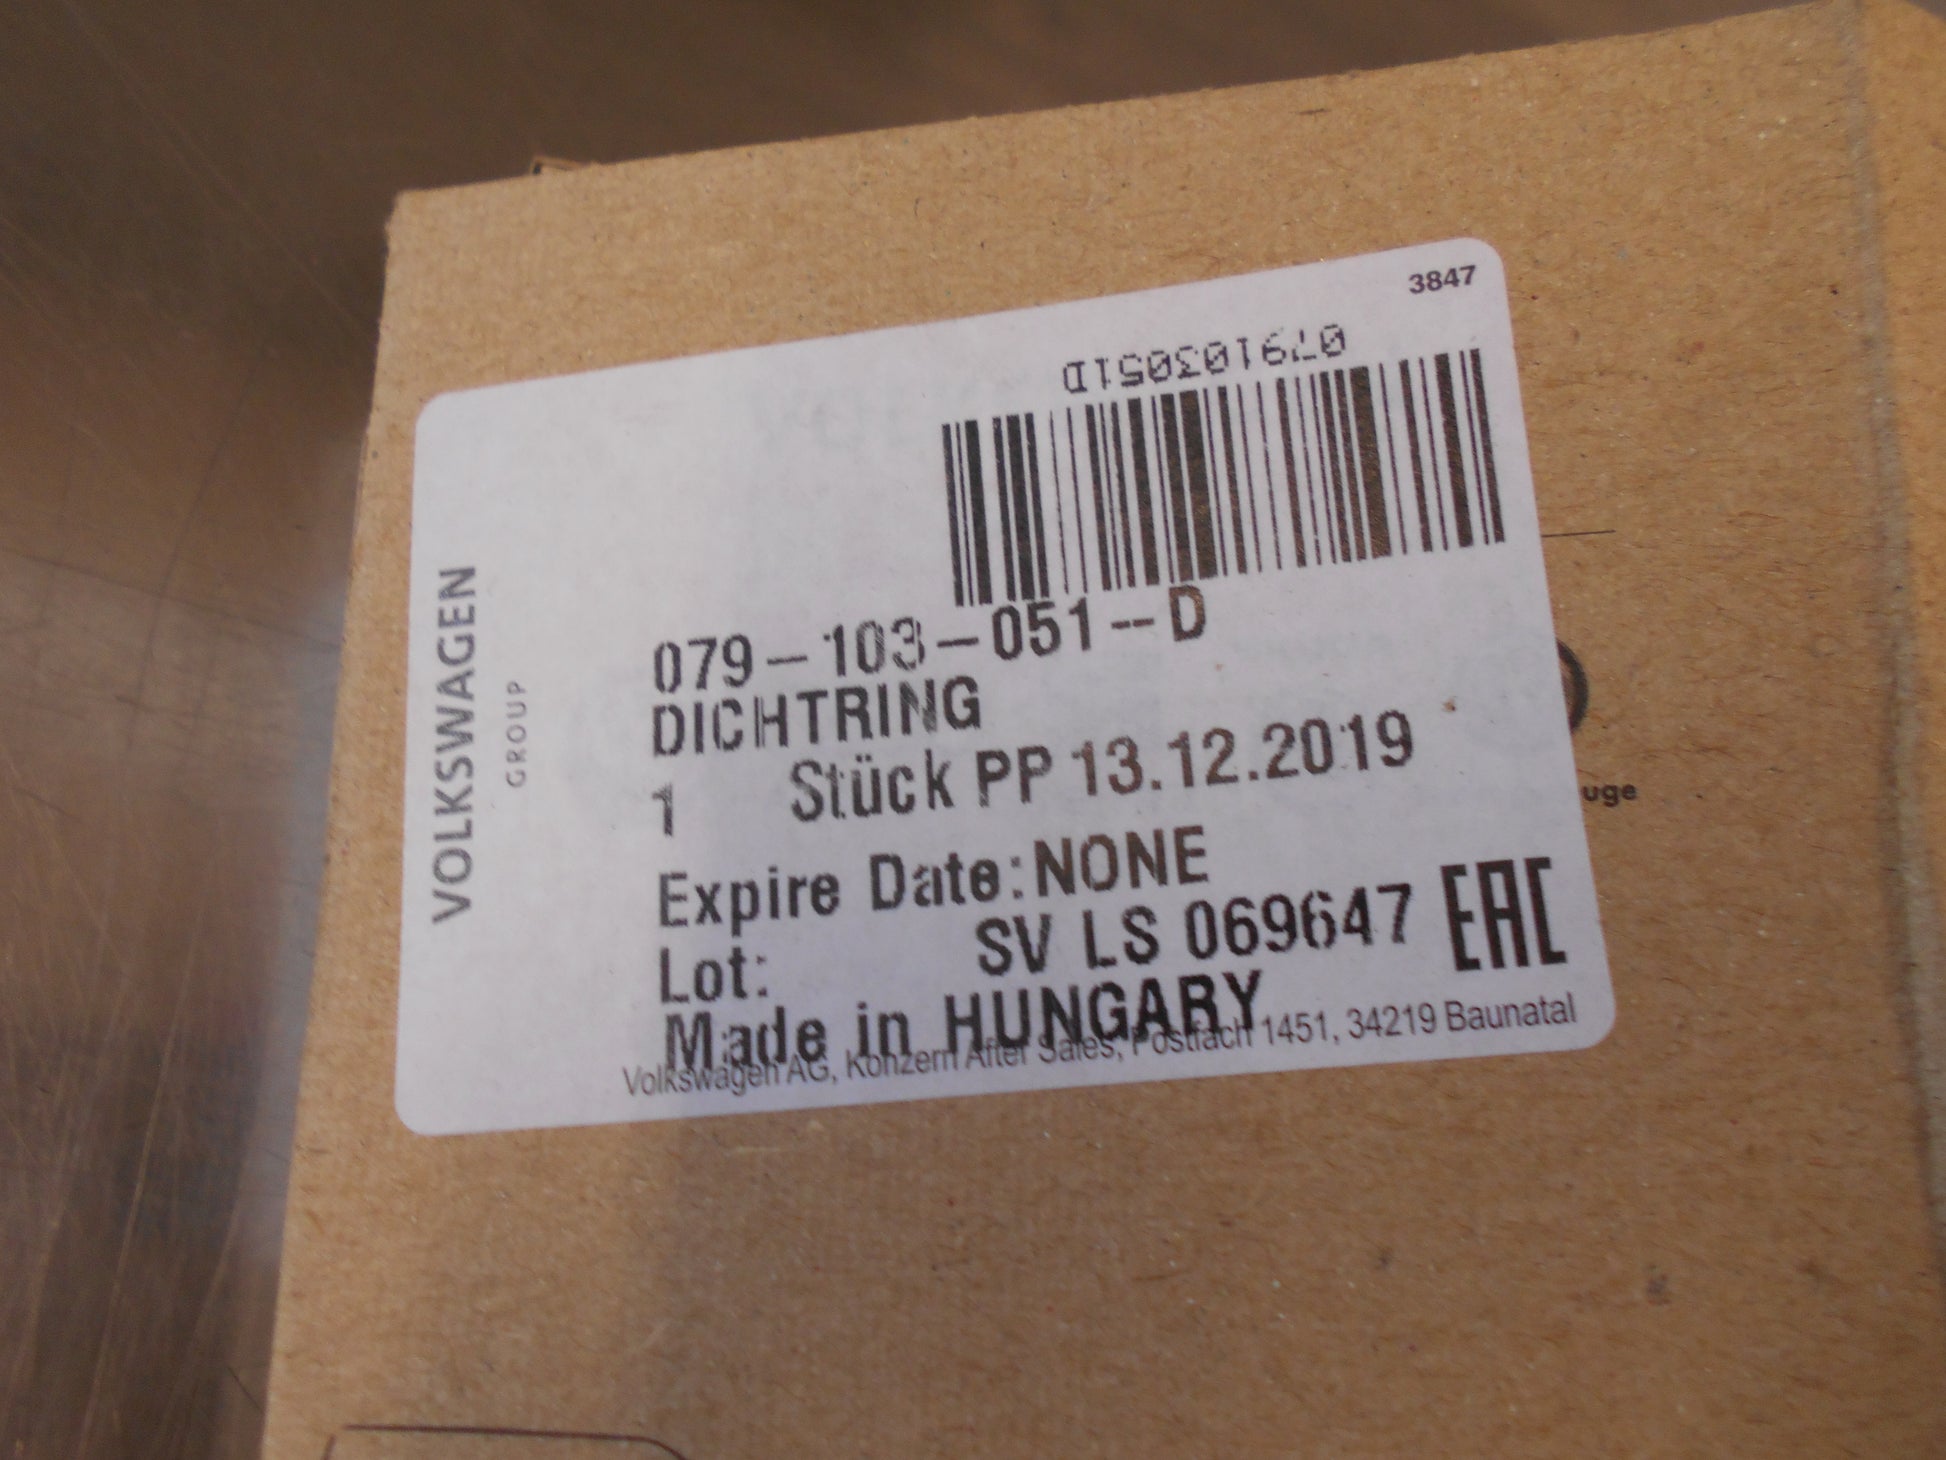 3847
079103051D
079-103-051--D
DICHTRING
1 Stück PP 13.12.2019
Expire Date:NONE
Lot: SV LS 069647 EAC
Made in HUNGARY
Volkswagen AG, Konzern After Sales, Postfach 1451, 34219 Baunatal
VOLKSWAGEN
GROUP
uge